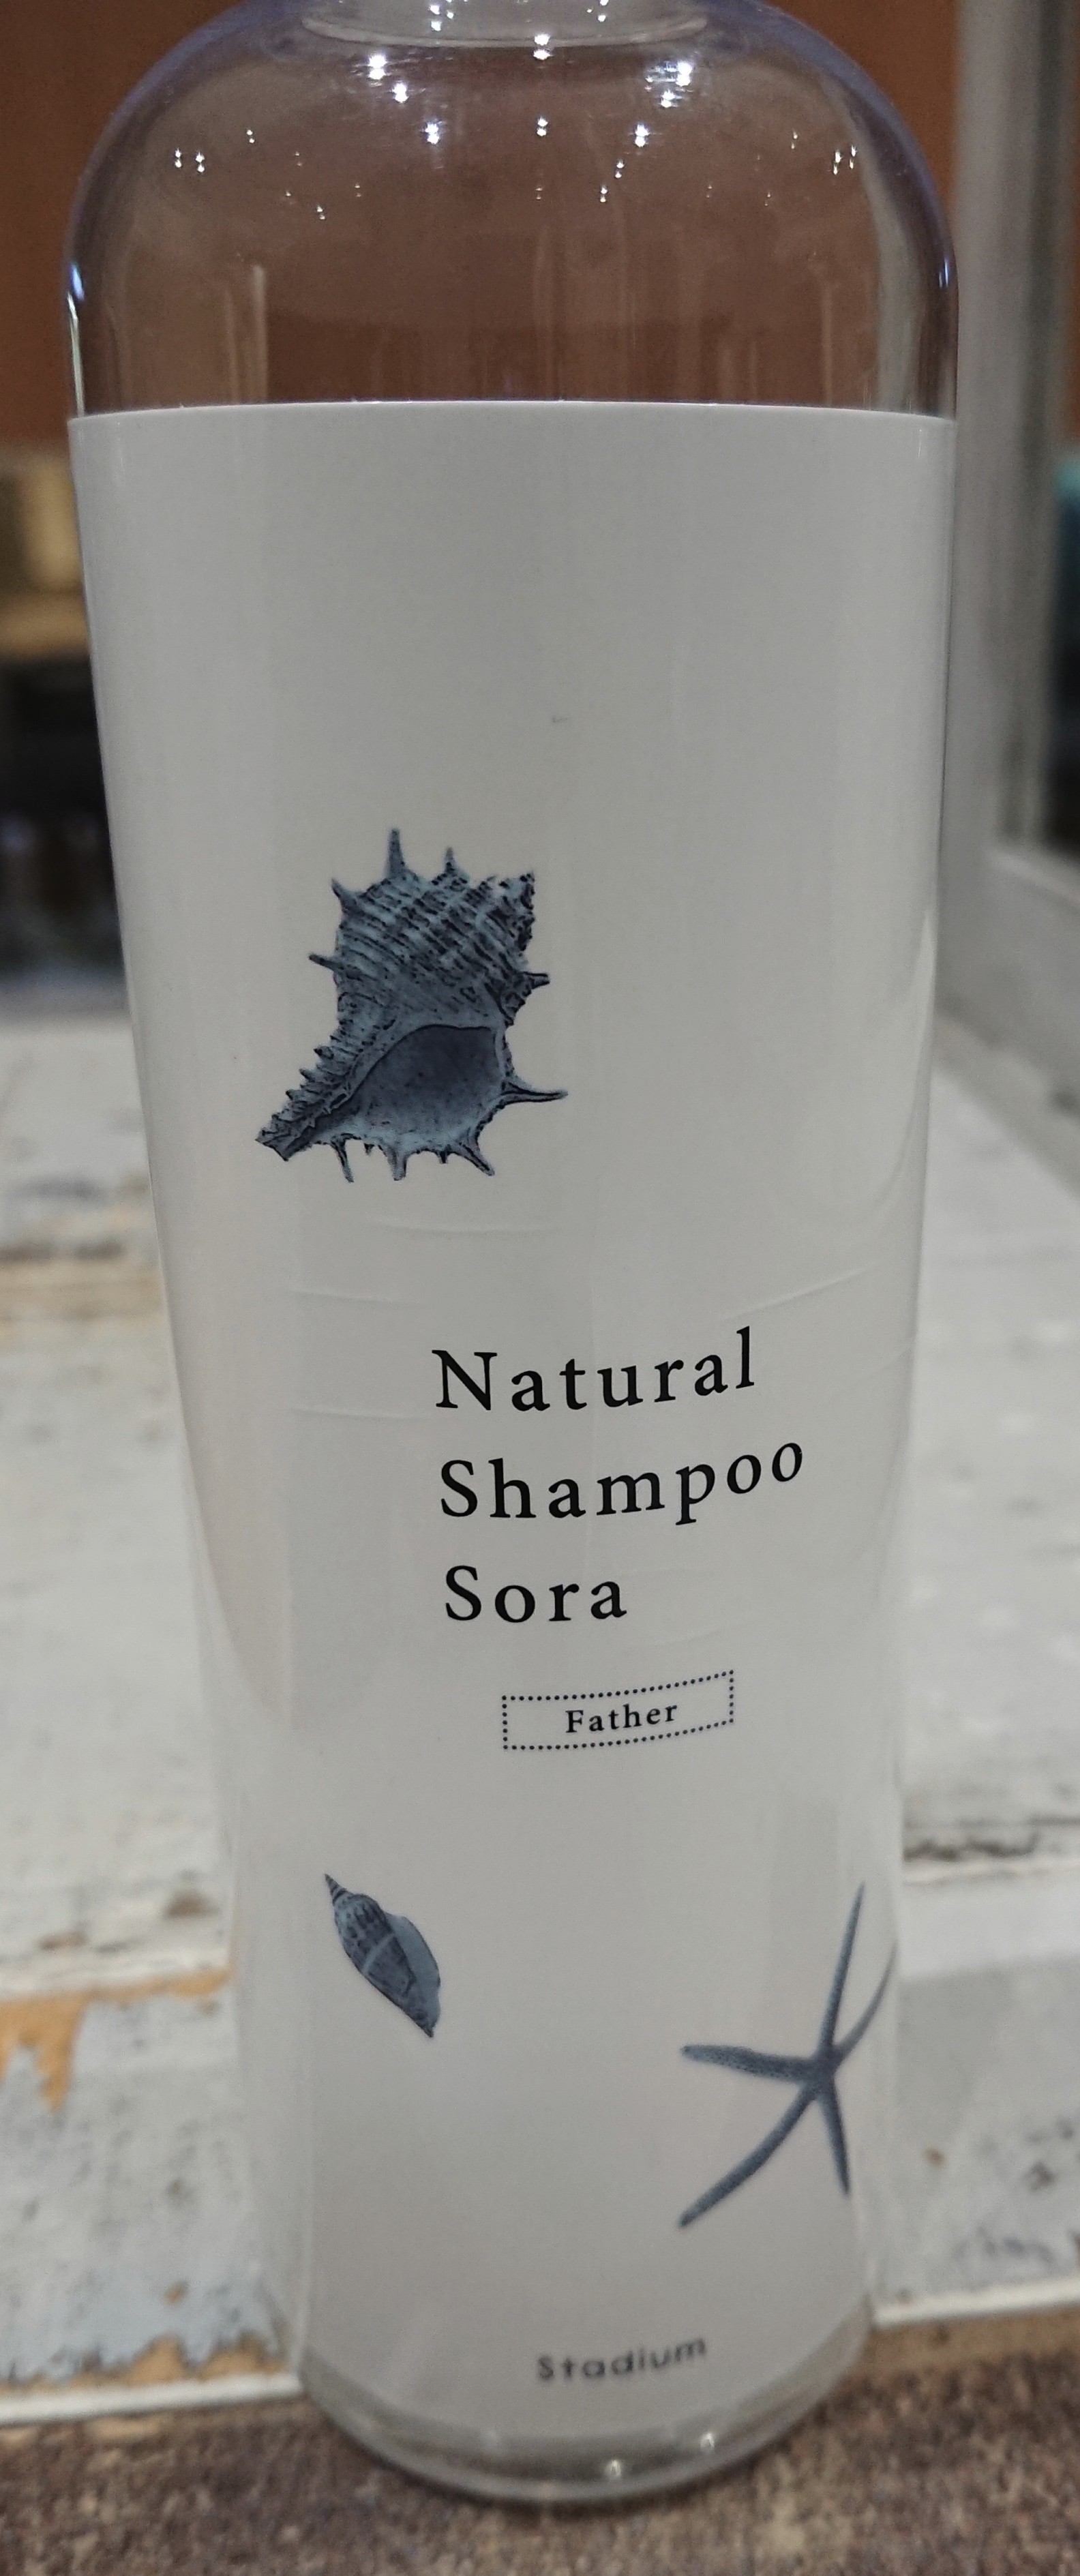 Natural
Shampoo
Sora
Father
Stadium